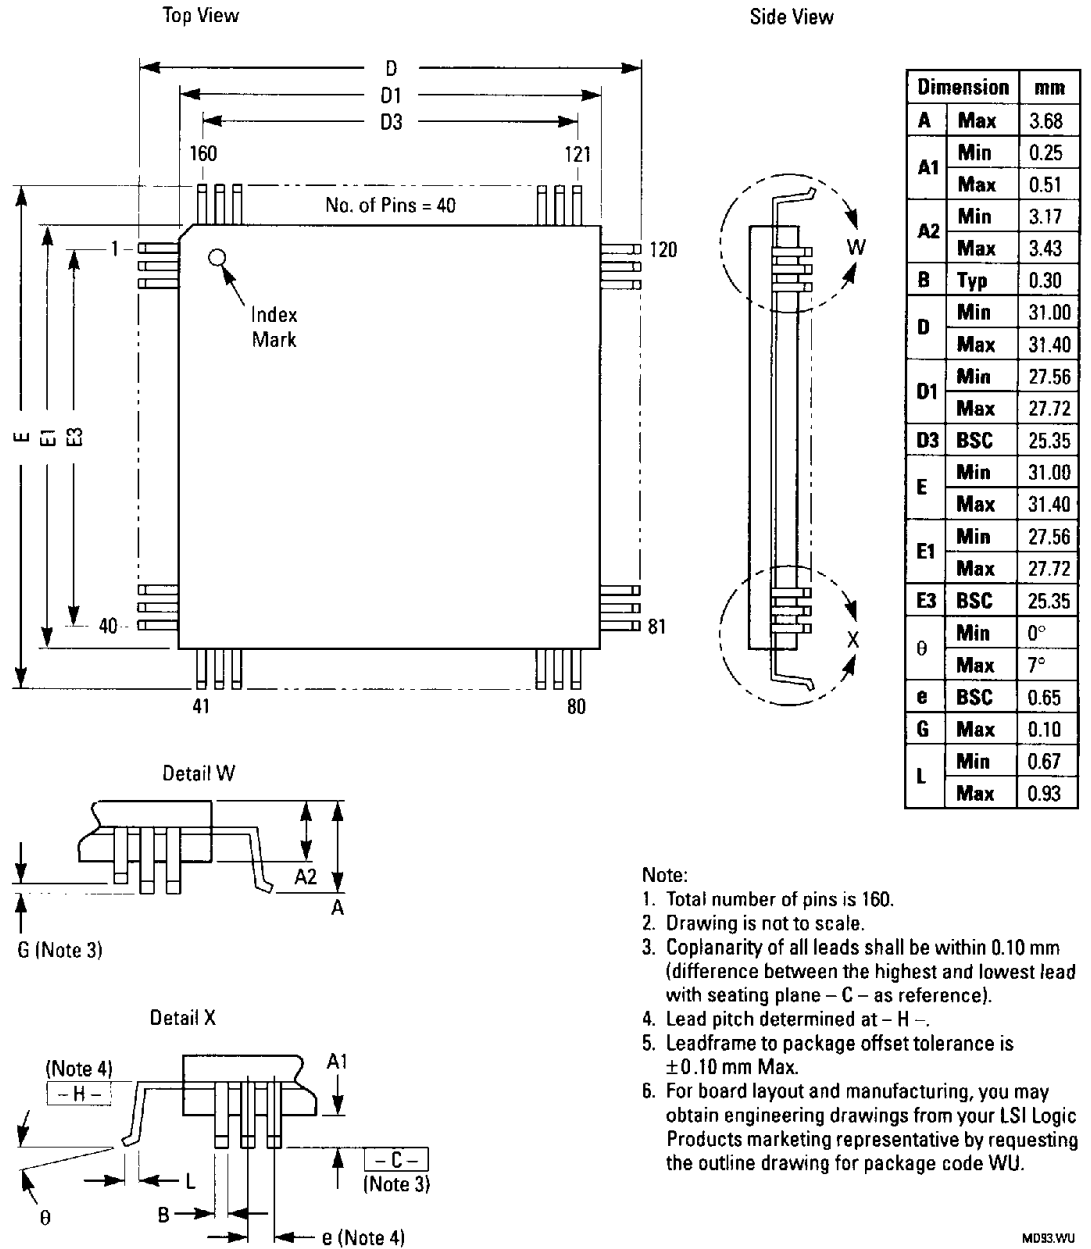 Top View
Side View
D
D1
D3
160
121
No. of Pins = 40
1
120
Index
Mark
E
E1
E3
40
81
41
80
W
X
Dimension mm
A Max 3.68
A1 Min 0.25
Max 0.51
A2 Min 3.17
Max 3.43
B Typ 0.30
D Min 31.00
Max 31.40
D1 Min 27.56
Max 27.72
D3 BSC 25.35
E Min 31.00
Max 31.40
E1 Min 27.56
Max 27.72
E3 BSC 25.35
θ Min 0°
Max 7°
e BSC 0.65
G Max 0.10
L Min 0.67
Max 0.93
Detail W
A2
A
G (Note 3)
Detail X
(Note 4)
– H –
A1
– C –
(Note 3)
L
θ
B
e (Note 4)
Note:
1. Total number of pins is 160.
2. Drawing is not to scale.
3. Coplanarity of all leads shall be within 0.10 mm
(difference between the highest and lowest lead
with seating plane – C – as reference).
4. Lead pitch determined at – H –.
5. Leadframe to package offset tolerance is
±0.10 mm Max.
6. For board layout and manufacturing, you may
obtain engineering drawings from your LSI Logic
Products marketing representative by requesting
the outline drawing for package code WU.
MD93.WU